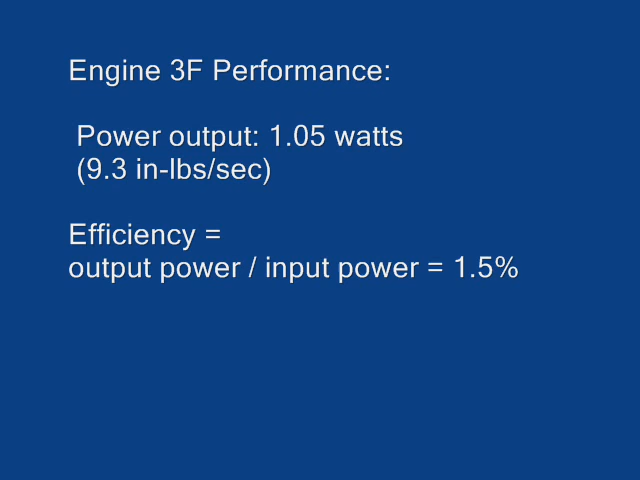 Engine 3F Performance:
Power output: 1.05 watts
(9.3 in-lbs/sec)
Efficiency =
output power / input power = 1.5%